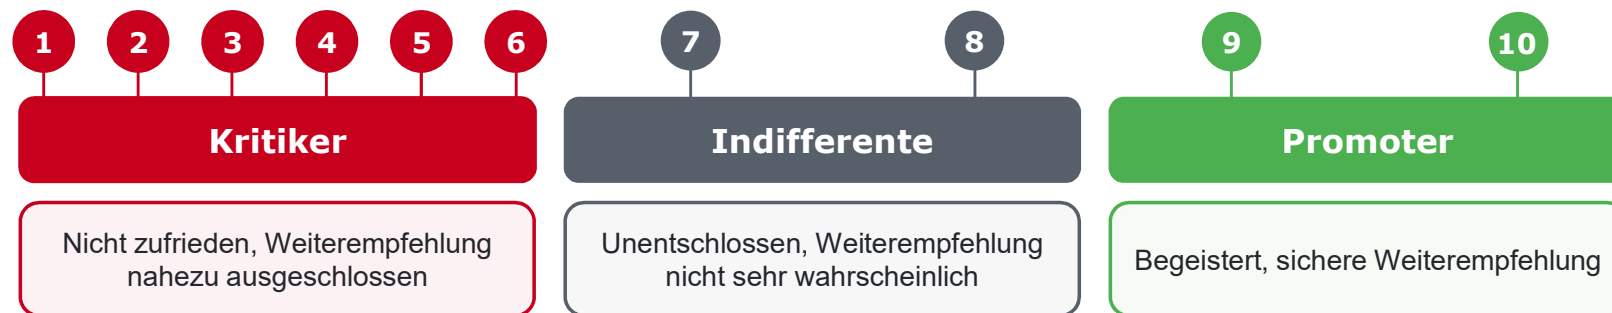 1 2 3 4 5 6 7 8 9 10
Kritiker
Indifferente
Promoter
Nicht zufrieden, Weiterempfehlung
nahezu ausgeschlossen
Unentschlossen, Weiterempfehlung
nicht sehr wahrscheinlich
Begeistert, sichere Weiterempfehlung